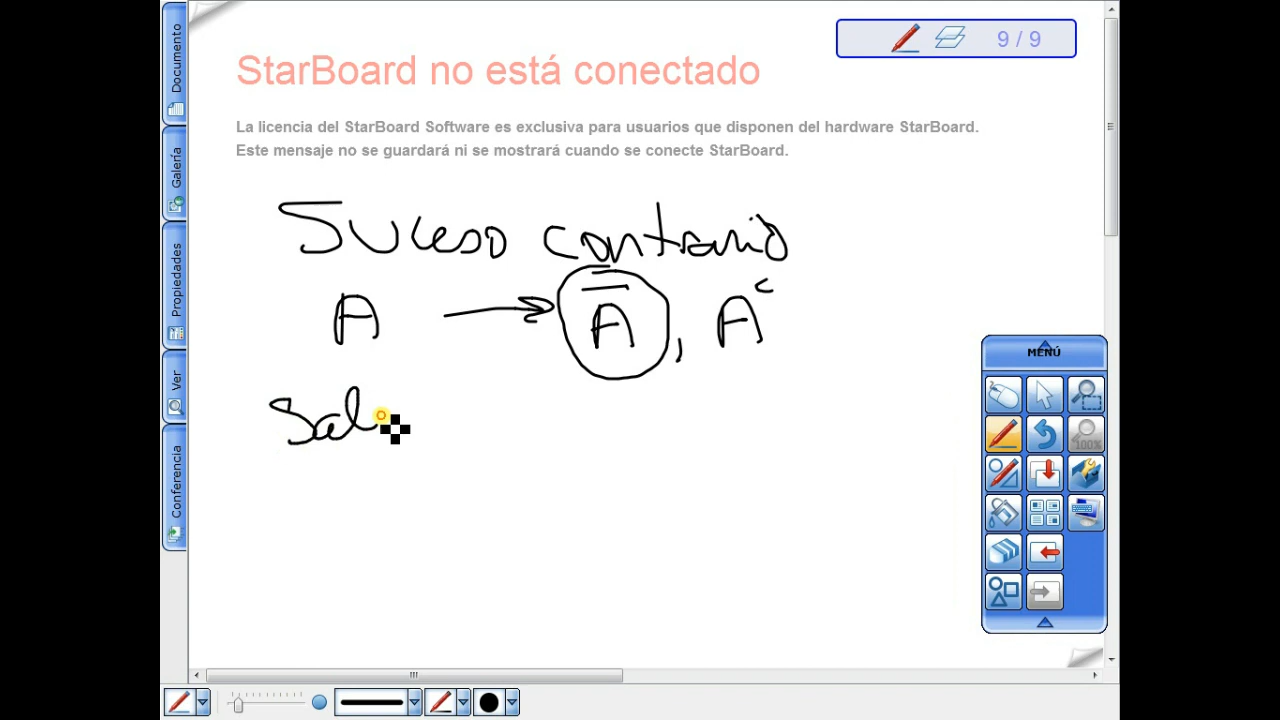 9 / 9
StarBoard no está conectado
La licencia del StarBoard Software es exclusiva para usuarios que disponen del hardware StarBoard.
Este mensaje no se guardará ni se mostrará cuando se conecte StarBoard.
Suceso contrario
A → A̅, Aᶜ
Sal
Documento
Galería
Propiedades
Ver
Conferencia
MENÚ
100%